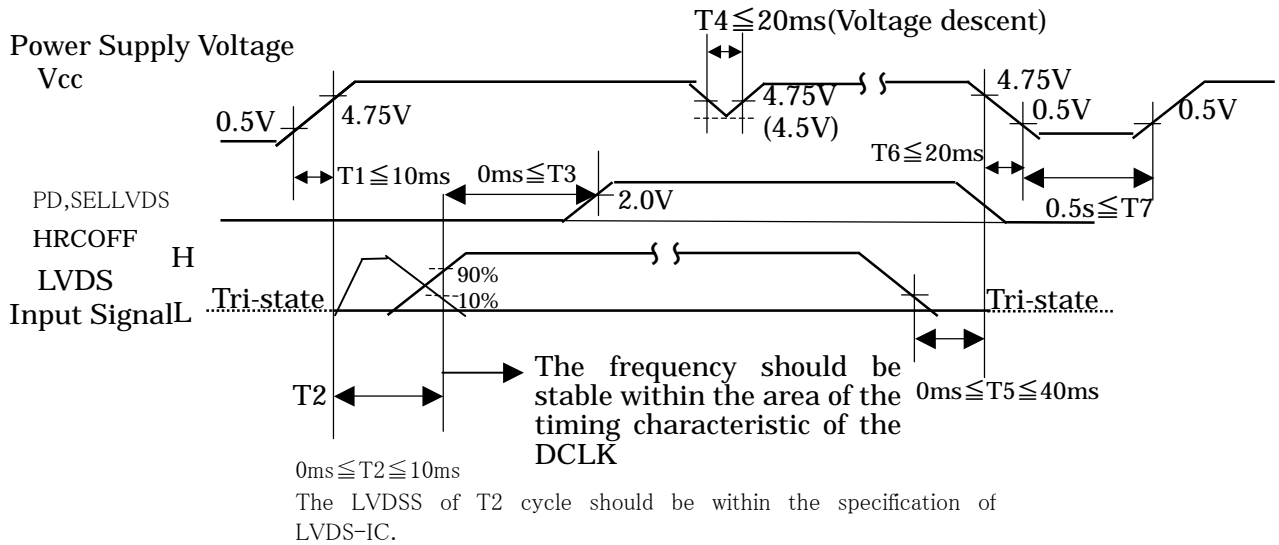 T4≦20ms(Voltage descent)
Power Supply Voltage
Vcc
0.5V
4.75V
4.75V
(4.5V)
4.75V
0.5V
0.5V
T1≦10ms
0ms≦T3
T6≦20ms
0.5s≦T7
PD,SELLVDS
HRCOFF
2.0V
H
LVDS
Input Signal
L
Tri-state
90%
10%
Tri-state
T2
The frequency should be
stable within the area of the
timing characteristic of the
DCLK
0ms≦T5≦40ms
0ms≦T2≦10ms
The LVDSS of T2 cycle should be within the specification of
LVDS-IC.